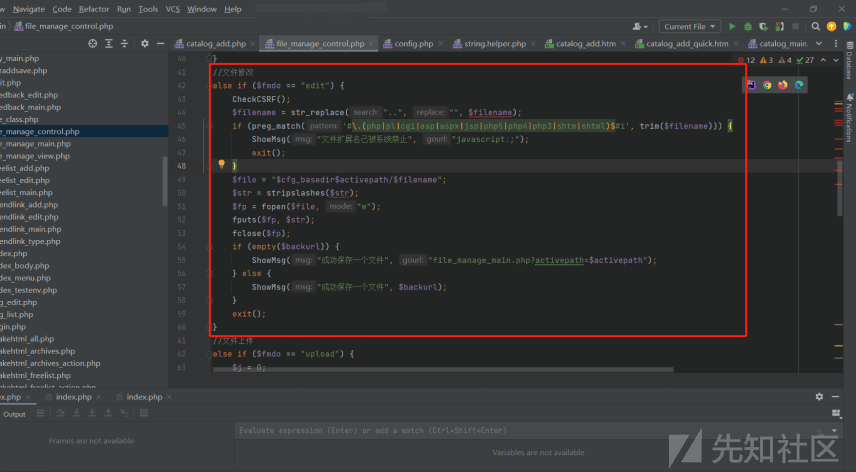 Navigate Code Refactor Run Tools VCS Window Help
in file_manage_control.php
Current File
catalog_add.php file_manage_control.php config.php string.helper.php catalog_add.htm catalog_add_quick.htm catalog_main.
12 3 4 27
y_main.php
raddsave.php
it.php
edback_edit.php
edback_main.php
e_class.php
e_manage_control.php
e_manage_main.php
e_manage_view.php
eelist_add.php
eelist_edit.php
eelist_main.php
endlink_add.php
endlink_edit.php
endlink_main.php
endlink_type.php
dex.php
dex_body.php
dex_menu.php
dex_testenv.php
g_edit.php
g_list.php
gin.php
akehtml_all.php
akehtml_archives.php
akehtml_archives_action.php
akehtml_freelist.php
akehtml_freelist_action.php
40 }
41 //文件修改
42 else if ($fmdo == "edit") {
43 CheckCSRF();
44 $filename = str_replace( search: "..", replace: "", $filename);
45 if (preg_match( pattern: '#\.(php|pl|cgi|asp|aspx|jsp|php5|php4|php3|shtm|shtml)$#i', trim($filename))) {
46 ShowMsg( msg: "文件扩展名已被系统禁止", gourl: "javascript:;");
47 exit();
48 }
49 $file = "$cfg_basedir$activepath/$filename";
50 $str = stripslashes($str);
51 $fp = fopen($file, mode: "w");
52 fputs($fp, $str);
53 fclose($fp);
54 if (empty($backurl)) {
55 ShowMsg( msg: "成功保存一个文件", gourl: "file_manage_main.php?activepath=$activepath");
56 } else {
57 ShowMsg( msg: "成功保存一个文件", $backurl);
58 }
59 exit();
60 }
61 //文件上传
62 else if ($fmdo == "upload") {
63 $j = 0;
Database
Notifications
ex.php index.php index.php
Output
Evaluate expression (Enter) or add a watch (Ctrl+Shift+Enter)
Frames are not available
Variables are not available
先知社区